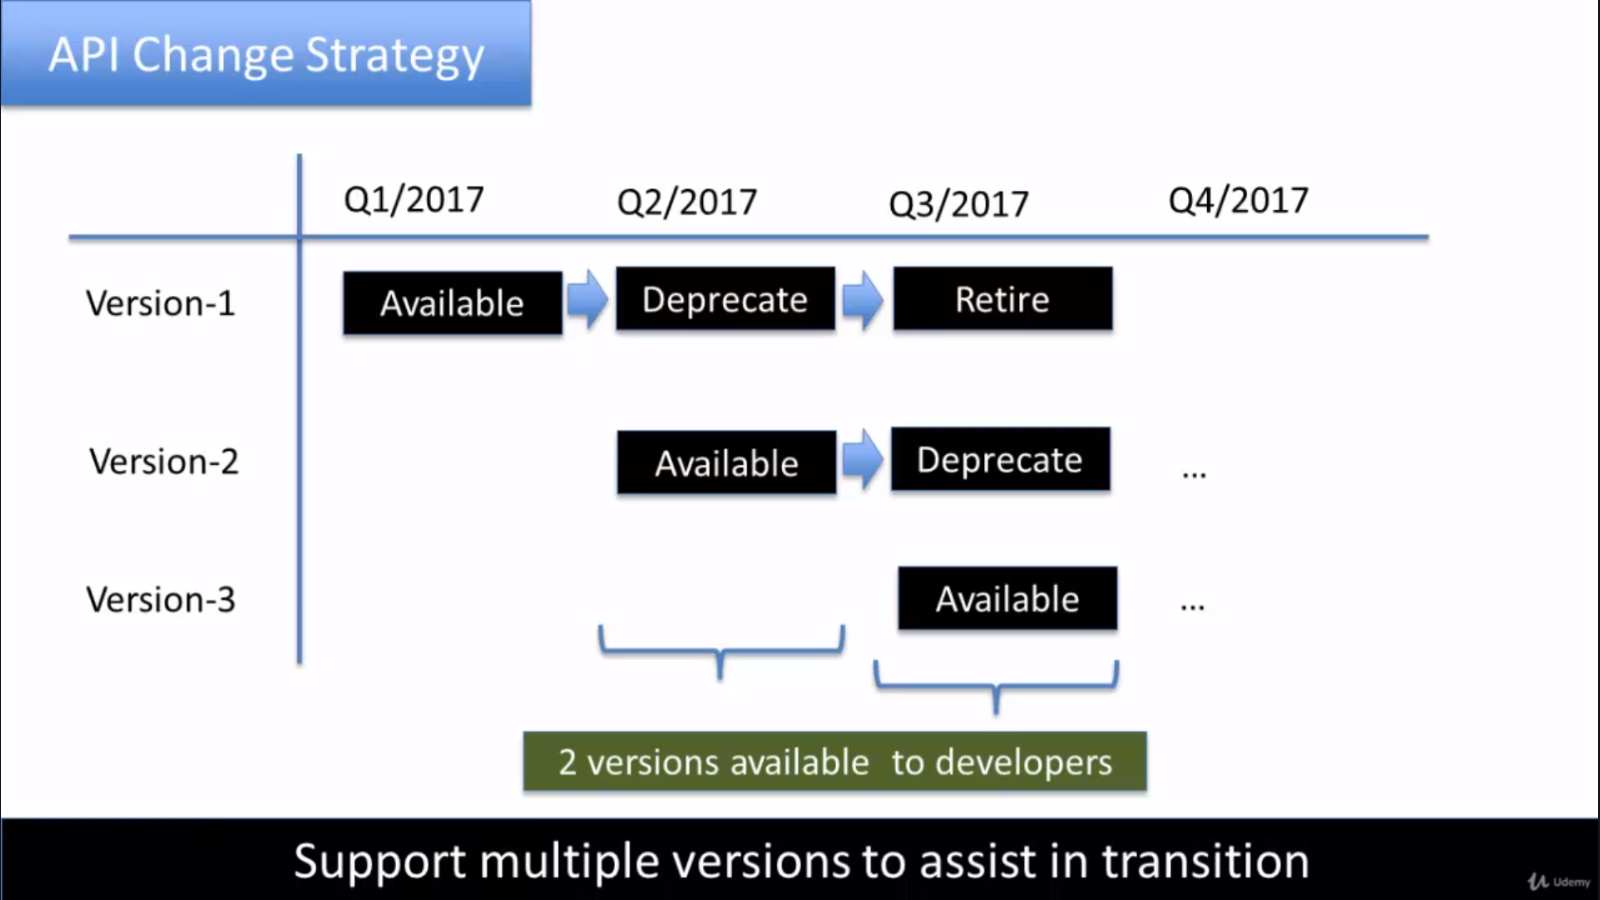 API Change Strategy
Q1/2017 Q2/2017 Q3/2017 Q4/2017
Version-1 Available Deprecate Retire
Version-2 Available Deprecate ...
Version-3 Available ...
2 versions available to developers
Support multiple versions to assist in transition
Udemy